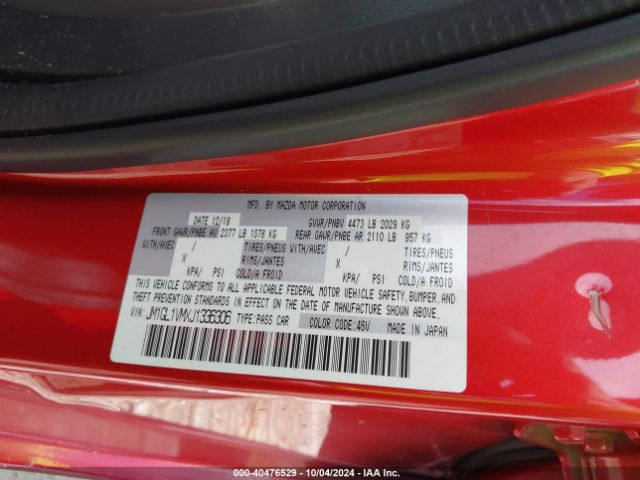 MFD. BY MAZDA MOTOR CORPORATION
DATE 12/18 GVWR/PNBV 4473 LB 2029 KG
FRONT GAWR/PNBE AV 2377 LB 1078 KG REAR GAWR/PNBE AR 2110 LB 957 KG
WITH/AVEC / TIRES/PNEUS WITH/AVEC / TIRES/PNEUS
X RIMS/JANTES X RIMS/JANTES
KPA/ PSI COLD/A FROID KPA/ PSI COLD/A FROID
THIS VEHICLE CONFORMS TO ALL APPLICABLE FEDERAL MOTOR VEHICLE SAFETY, BUMPER, AND
THEFT PREVENTION STANDARDS IN EFFECT ON THE DATE OF MANUFACTURE SHOWN ABOVE.
VIN: JM1GL1VMXJ1336306 TYPE: PASS CAR COLOR CODE: 46V MADE IN JAPAN
000-40476529 - 10/04/2024 - IAA Inc.